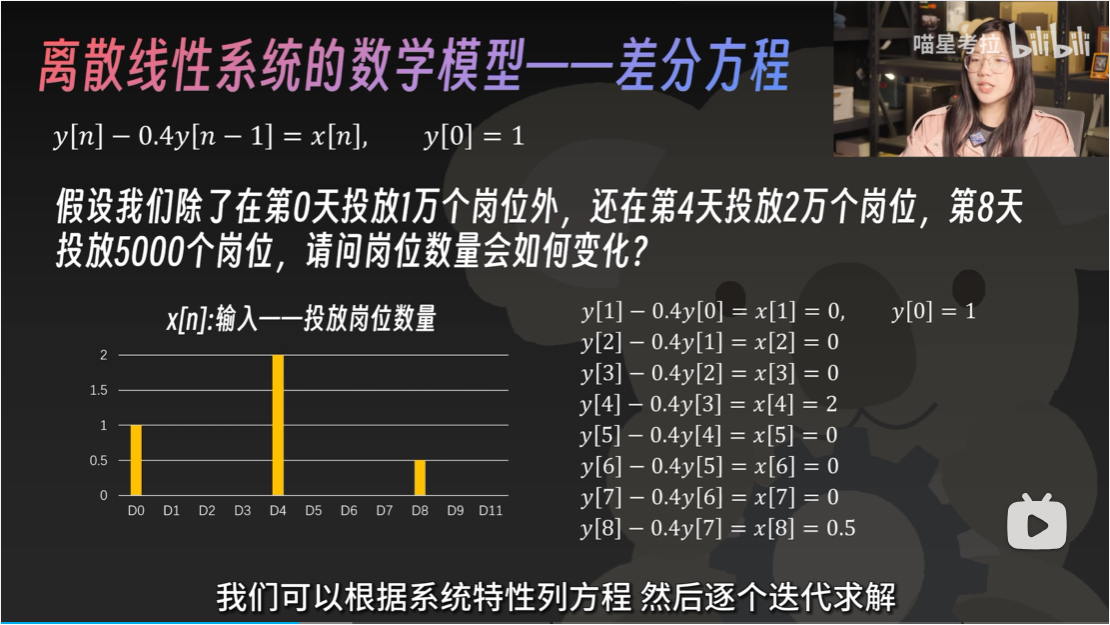 离散线性系统的数学模型——差分方程
喵星考拉 bilibili
y[n] − 0.4y[n − 1] = x[n], y[0] = 1
假设我们除了在第0天投放1万个岗位外，还在第4天投放2万个岗位，第8天
投放5000个岗位，请问岗位数量会如何变化？
x[n]:输入——投放岗位数量
2
1.5
1
0.5
0
D0 D1 D2 D3 D4 D5 D6 D7 D8 D9 D11
y[1] − 0.4y[0] = x[1] = 0, y[0] = 1
y[2] − 0.4y[1] = x[2] = 0
y[3] − 0.4y[2] = x[3] = 0
y[4] − 0.4y[3] = x[4] = 2
y[5] − 0.4y[4] = x[5] = 0
y[6] − 0.4y[5] = x[6] = 0
y[7] − 0.4y[6] = x[7] = 0
y[8] − 0.4y[7] = x[8] = 0.5
我们可以根据系统特性列方程 然后逐个迭代求解